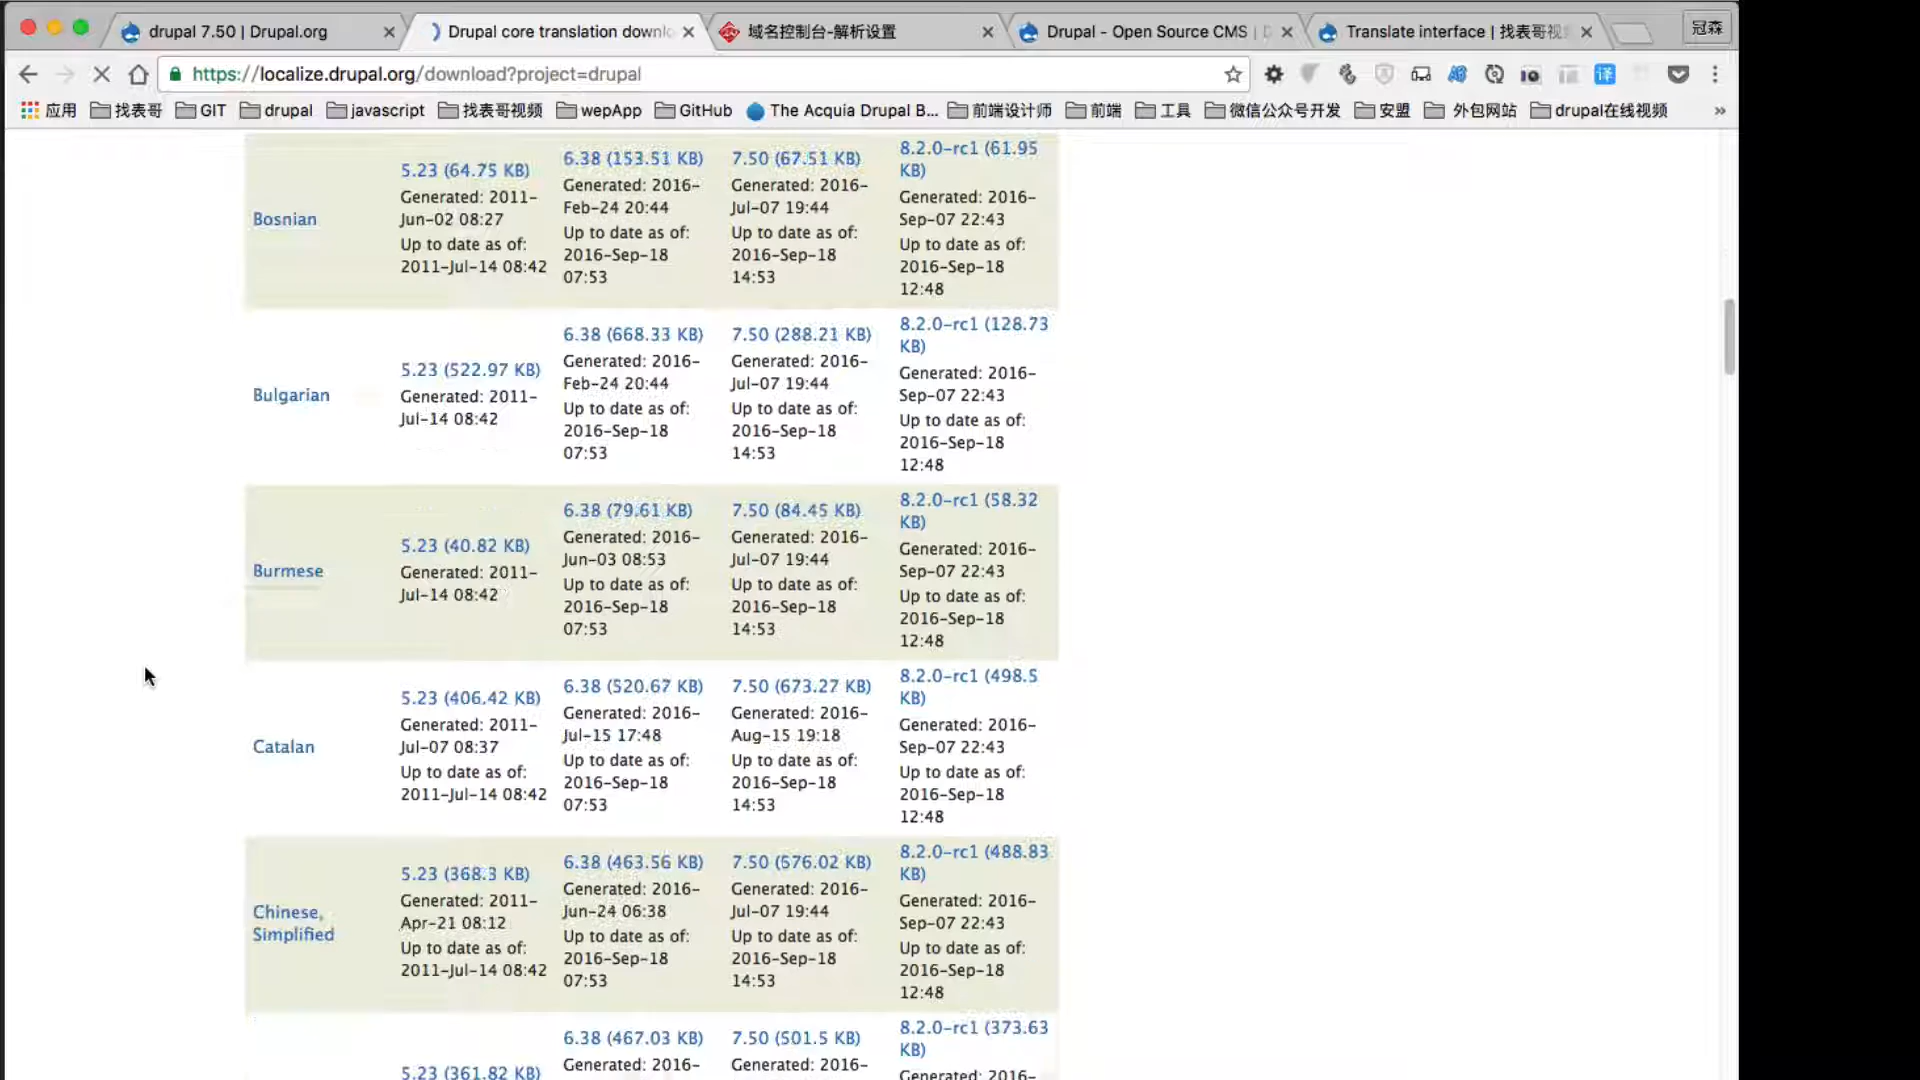 drupal 7.50 | Drupal.org
Drupal core translation downl
域名控制台-解析设置
Drupal - Open Source CMS |
Translate interface | 找表哥视
冠森
https://localize.drupal.org/download?project=drupal
译
应用 找表哥 GIT drupal javascript 找表哥视频 wepApp GitHub The Acquia Drupal B... 前端设计师 前端 工具 微信公众号开发 安盟 外包网站 drupal在线视频 »
Bosnian
5.23 (64.75 KB)
Generated: 2011-
Jun-02 08:27
Up to date as of:
2011-Jul-14 08:42
6.38 (153.51 KB)
Generated: 2016-
Feb-24 20:44
Up to date as of:
2016-Sep-18
07:53
7.50 (67.51 KB)
Generated: 2016-
Jul-07 19:44
Up to date as of:
2016-Sep-18
14:53
8.2.0-rc1 (61.95
KB)
Generated: 2016-
Sep-07 22:43
Up to date as of:
2016-Sep-18
12:48
Bulgarian
5.23 (522.97 KB)
Generated: 2011-
Jul-14 08:42
6.38 (668.33 KB)
Generated: 2016-
Feb-24 20:44
Up to date as of:
2016-Sep-18
07:53
7.50 (288.21 KB)
Generated: 2016-
Jul-07 19:44
Up to date as of:
2016-Sep-18
14:53
8.2.0-rc1 (128.73
KB)
Generated: 2016-
Sep-07 22:43
Up to date as of:
2016-Sep-18
12:48
Burmese
5.23 (40.82 KB)
Generated: 2011-
Jul-14 08:42
6.38 (79.61 KB)
Generated: 2016-
Jun-03 08:53
Up to date as of:
2016-Sep-18
07:53
7.50 (84.45 KB)
Generated: 2016-
Jul-07 19:44
Up to date as of:
2016-Sep-18
14:53
8.2.0-rc1 (58.32
KB)
Generated: 2016-
Sep-07 22:43
Up to date as of:
2016-Sep-18
12:48
Catalan
5.23 (406.42 KB)
Generated: 2011-
Jul-07 08:37
Up to date as of:
2011-Jul-14 08:42
6.38 (520.67 KB)
Generated: 2016-
Jul-15 17:48
Up to date as of:
2016-Sep-18
07:53
7.50 (673.27 KB)
Generated: 2016-
Aug-15 19:18
Up to date as of:
2016-Sep-18
14:53
8.2.0-rc1 (498.5
KB)
Generated: 2016-
Sep-07 22:43
Up to date as of:
2016-Sep-18
12:48
Chinese,
Simplified
5.23 (368.3 KB)
Generated: 2011-
Apr-21 08:12
Up to date as of:
2011-Jul-14 08:42
6.38 (463.56 KB)
Generated: 2016-
Jun-24 06:38
Up to date as of:
2016-Sep-18
07:53
7.50 (576.02 KB)
Generated: 2016-
Jul-07 19:44
Up to date as of:
2016-Sep-18
14:53
8.2.0-rc1 (488.83
KB)
Generated: 2016-
Sep-07 22:43
Up to date as of:
2016-Sep-18
12:48
5.23 (361.82 KB)
6.38 (467.03 KB)
Generated: 2016-
7.50 (501.5 KB)
Generated: 2016-
8.2.0-rc1 (373.63
KB)
Generated: 2016-